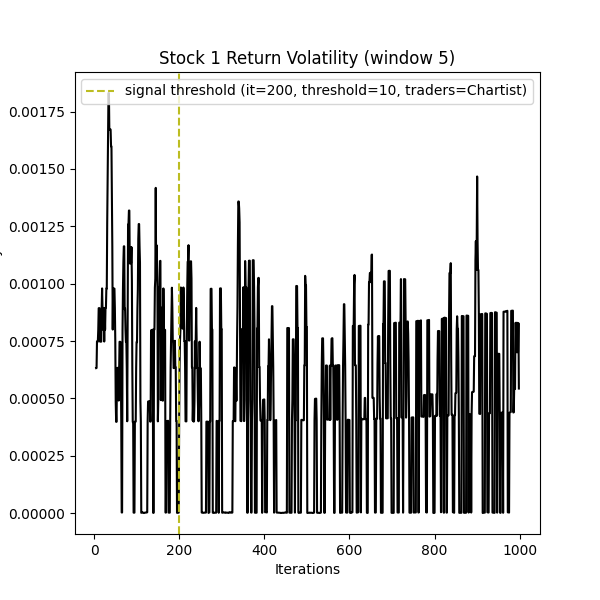 Stock 1 Return Volatility (window 5)
signal threshold (it=200, threshold=10, traders=Chartist)
0.00175
0.00150
0.00125
0.00100
0.00075
0.00050
0.00025
0.00000
0 200 400 600 800 1000
Iterations